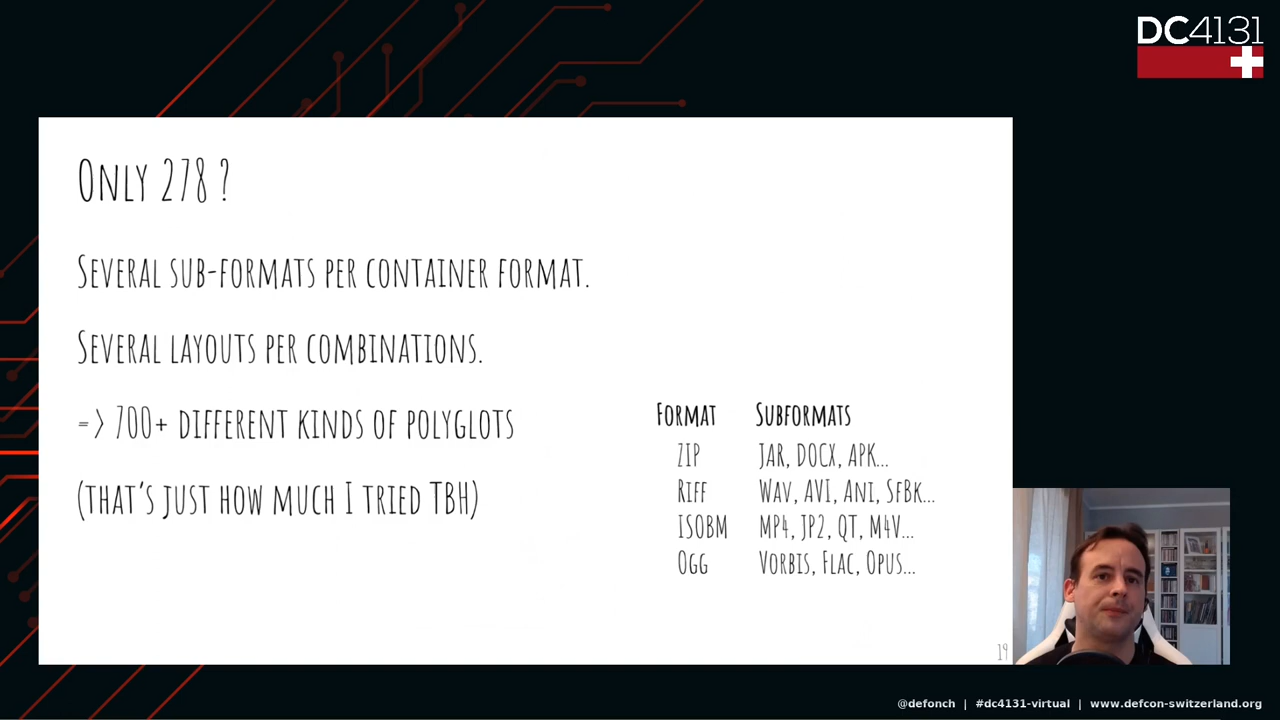 DC4131
Only 278 ?
Several sub-formats per container format.
Several layouts per combinations.
=> 700+ different kinds of polyglots
(that's just how much I tried TBH)
Format Subformats
ZIP JAR, DOCX, APK...
Riff Wav, AVI, Ani, SfBk...
ISOBM MP4, JP2, QT, M4V...
Ogg Vorbis, Flac, Opus...
19
@defonch | #dc4131-virtual | www.defcon-switzerland.org